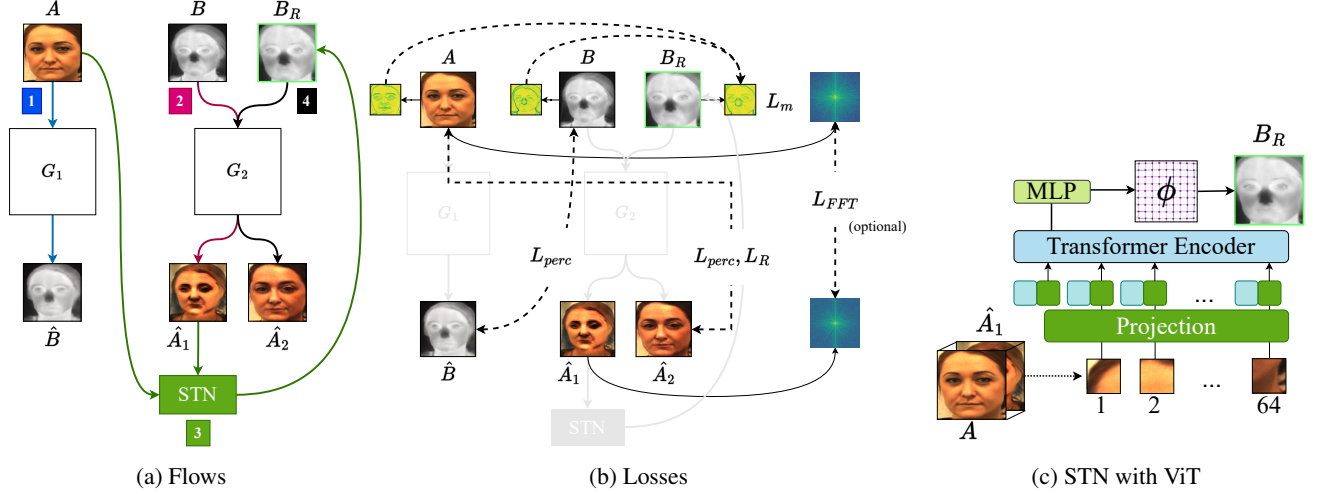 A
B
B_R
1
2
4
G_1
G_2
B̂
Â_1
Â_2
STN
3
(a) Flows
A
B
B_R
L_m
G_1
G_2
L_FFT
(optional)
L_perc
L_perc, L_R
B̂
Â_1
Â_2
STN
(b) Losses
B_R
MLP
ϕ
Transformer Encoder
...
Projection
Â_1
...
A
1
2
64
(c) STN with ViT